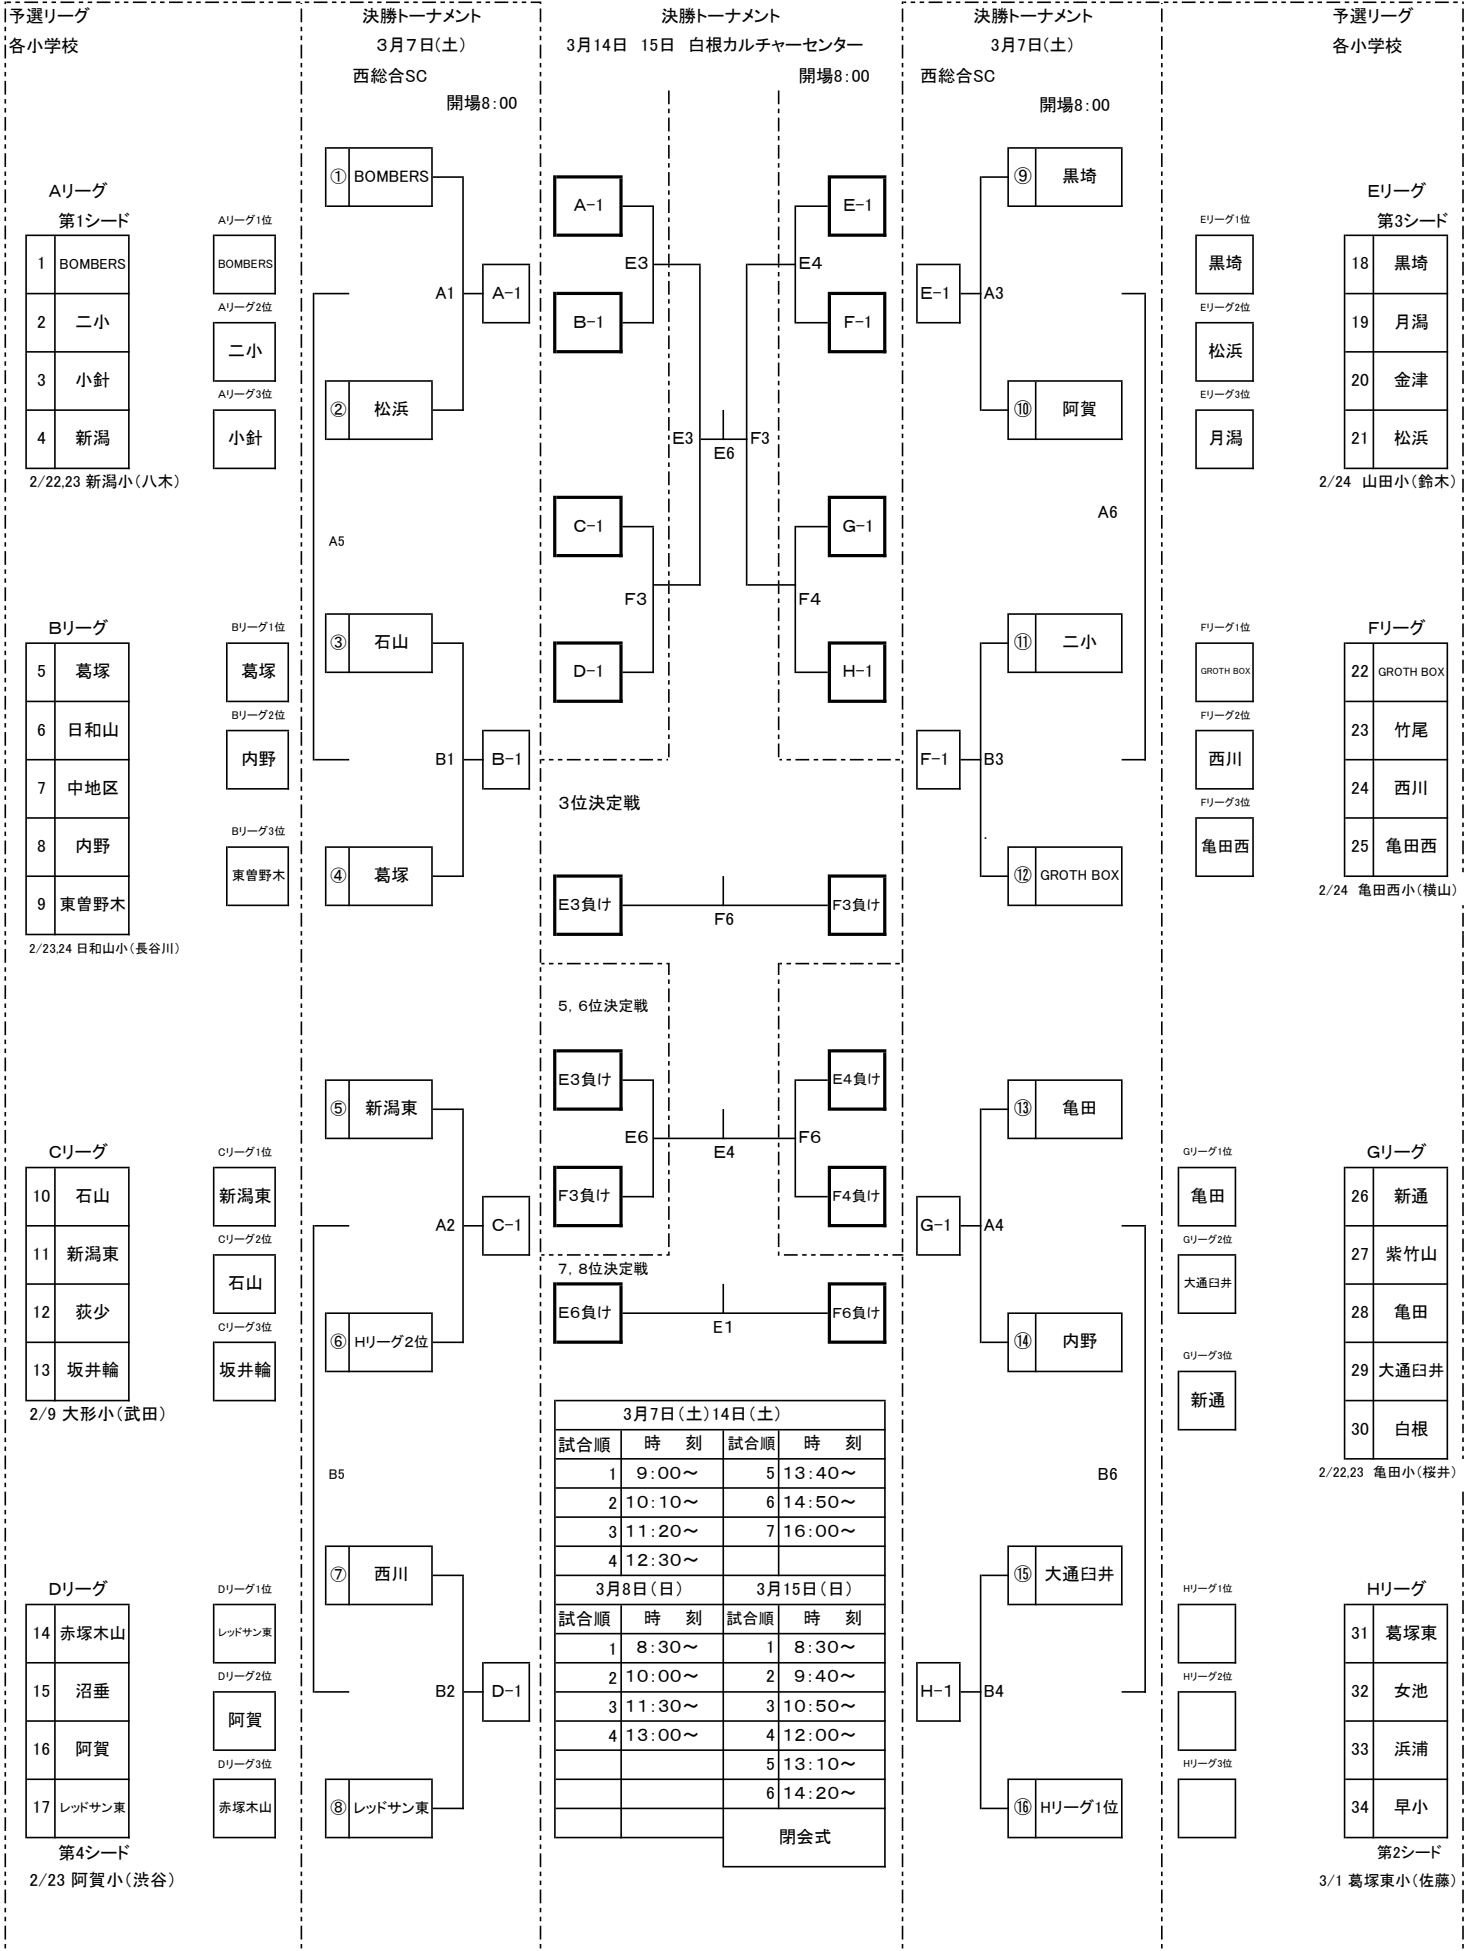 予選リーグ
各小学校
決勝トーナメント
3月7日(土)
西総合SC
開場8:00
決勝トーナメント
3月14日 15日 白根カルチャーセンター
開場8:00
決勝トーナメント
3月7日(土)
西総合SC
開場8:00
予選リーグ
各小学校
Aリーグ
第1シード
1 BOMBERS
2 二小
3 小針
4 新潟
2/22,23 新潟小(八木)
Aリーグ1位
BOMBERS
Aリーグ2位
二小
Aリーグ3位
小針
Bリーグ
5 葛塚
6 日和山
7 中地区
8 内野
9 東曽野木
2/23,24 日和山小(長谷川)
Bリーグ1位
葛塚
Bリーグ2位
内野
Bリーグ3位
東曽野木
Cリーグ
10 石山
11 新潟東
12 荻少
13 坂井輪
2/9 大形小(武田)
Cリーグ1位
新潟東
Cリーグ2位
石山
Cリーグ3位
坂井輪
Dリーグ
14 赤塚木山
15 沼垂
16 阿賀
17 レッドサン東
第4シード
2/23 阿賀小(渋谷)
Dリーグ1位
レッドサン東
Dリーグ2位
阿賀
Dリーグ3位
赤塚木山
① BOMBERS
A1 A-1
② 松浜
A5
③ 石山
B1 B-1
④ 葛塚
⑤ 新潟東
A2 C-1
⑥ Hリーグ2位
B5
⑦ 西川
B2 D-1
⑧ レッドサン東
A-1
E3
B-1
E-1
E4
F-1
E3
E6
F3
C-1
F3
D-1
G-1
F4
H-1
3位決定戦
E3負け
F6
F3負け
5,6位決定戦
E3負け
E6
F3負け
E4
E4負け
F6
F4負け
7,8位決定戦
E6負け
E1
F6負け
3月7日(土)14日(土)
試合順 時 刻 試合順 時 刻
1 9:00～ 5 13:40～
2 10:10～ 6 14:50～
3 11:20～ 7 16:00～
4 12:30～
3月8日(日) 3月15日(日)
試合順 時 刻 試合順 時 刻
1 8:30～ 1 8:30～
2 10:00～ 2 9:40～
3 11:30～ 3 10:50～
4 13:00～ 4 12:00～
5 13:10～
6 14:20～
閉会式
⑨ 黒埼
E-1 A3
⑩ 阿賀
A6
⑪ 二小
F-1 B3
.
⑫ GROTH BOX
⑬ 亀田
G-1 A4
⑭ 内野
B6
⑮ 大通臼井
H-1 B4
⑯ Hリーグ1位
Eリーグ1位
黒埼
Eリーグ2位
松浜
Eリーグ3位
月潟
Eリーグ
第3シード
18 黒埼
19 月潟
20 金津
21 松浜
2/24 山田小(鈴木)
Fリーグ1位
GROTH BOX
Fリーグ2位
西川
Fリーグ3位
亀田西
Fリーグ
22 GROTH BOX
23 竹尾
24 西川
25 亀田西
2/24 亀田西小(横山)
Gリーグ1位
亀田
Gリーグ2位
大通臼井
Gリーグ3位
新通
Gリーグ
26 新通
27 紫竹山
28 亀田
29 大通臼井
30 白根
2/22,23 亀田小(桜井)
Hリーグ1位
Hリーグ2位
Hリーグ3位
Hリーグ
31 葛塚東
32 女池
33 浜浦
34 早小
第2シード
3/1 葛塚東小(佐藤)